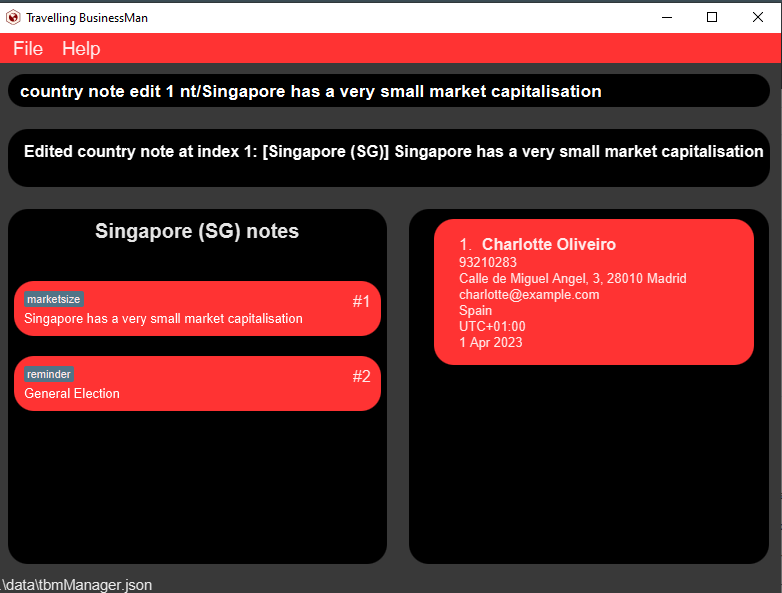 Travelling BusinessMan
File Help
country note edit 1 nt/Singapore has a very small market capitalisation
Edited country note at index 1: [Singapore (SG)] Singapore has a very small market capitalisation
Singapore (SG) notes
marketsize #1
Singapore has a very small market capitalisation
reminder #2
General Election
1. Charlotte Oliveiro
93210283
Calle de Miguel Angel, 3, 28010 Madrid
charlotte@example.com
Spain
UTC+01:00
1 Apr 2023
.\data\tbmManager.json